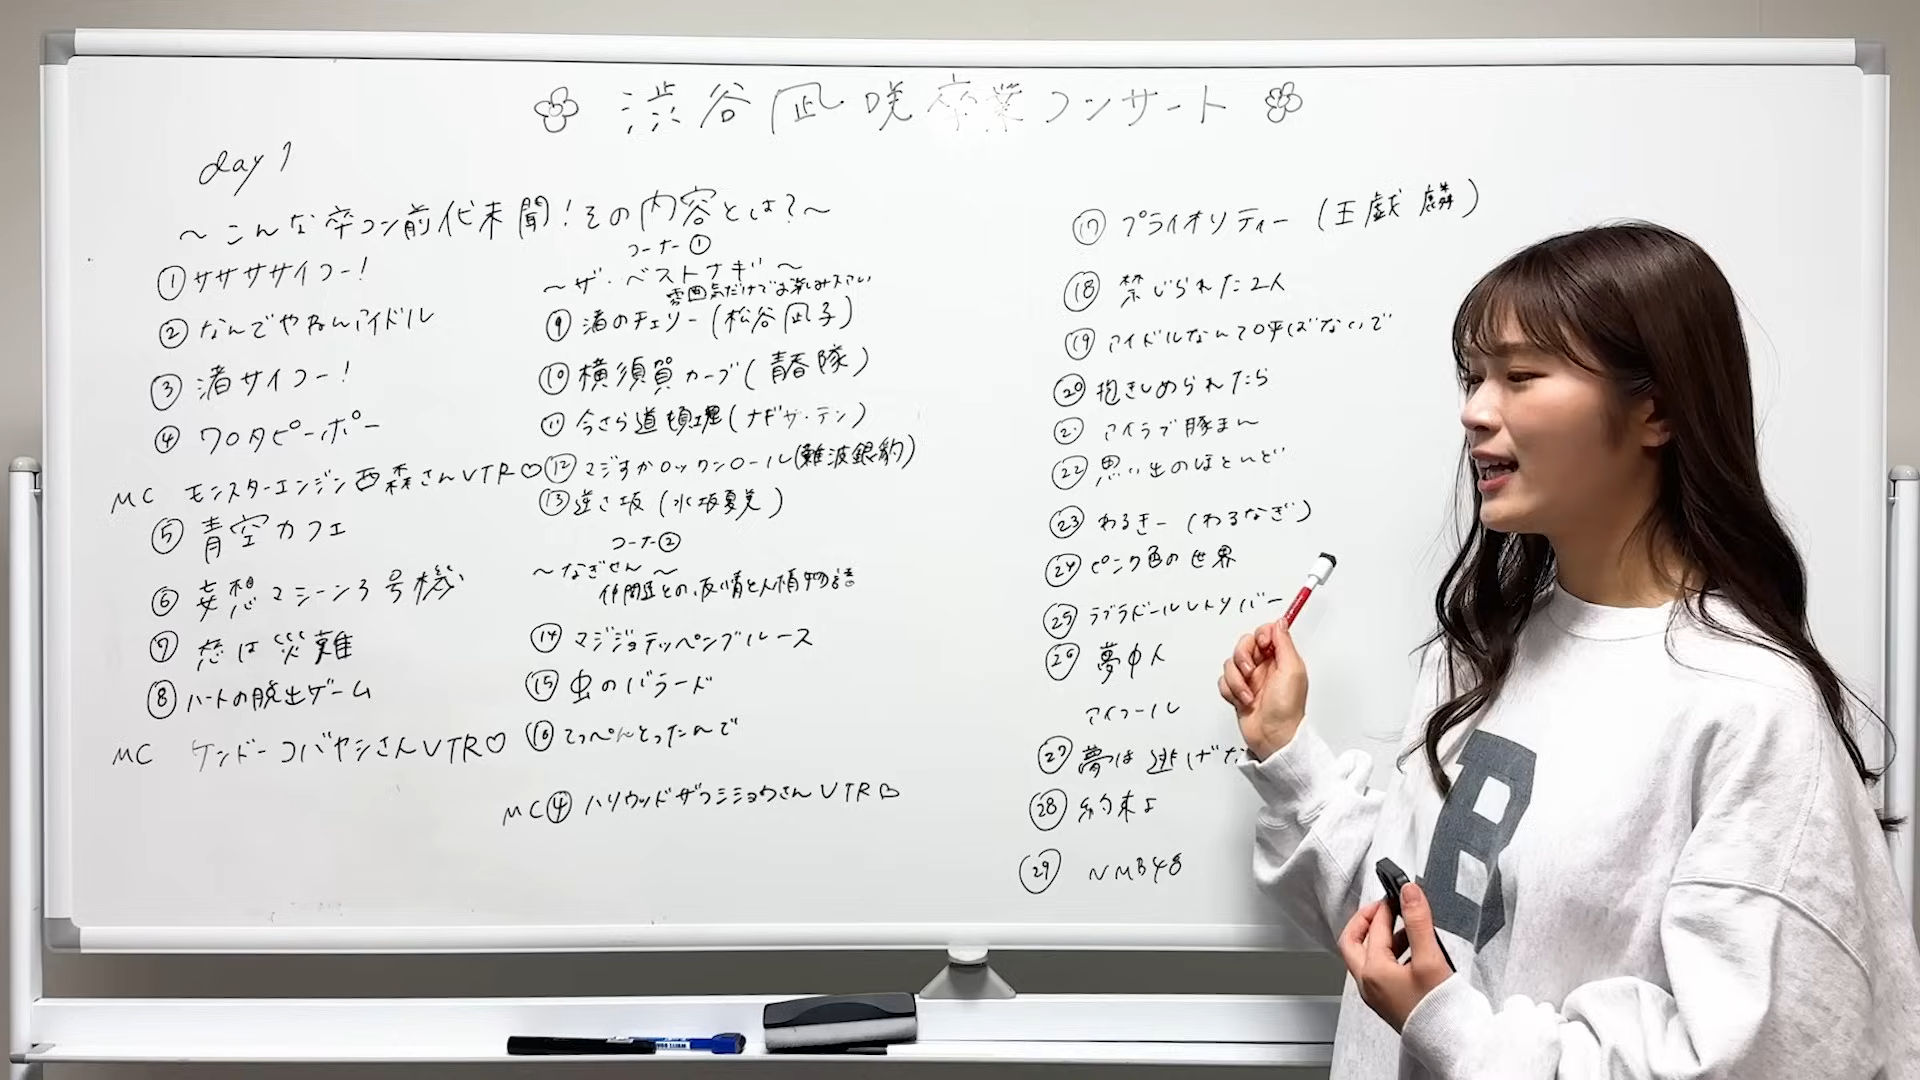 渋谷凪咲卒業コンサート
day 1
～こんな卒コン前代未聞！その内容とは？～
① ササササイコー！
② なんでやねんアイドル
③ 渚サイコー！
④ ワロタピーポー
MC モンスターエンジン西森さんVTR♡
⑤ 青空カフェ
⑥ 妄想マシーン3号機
⑦ 恋は災難
⑧ ハートの脱出ゲーム
MC ケンドーコバヤシさんVTR♡
コーナー①
～ザ・ベストナギ～
雰囲気だけでお楽しみ下さい
⑨ 渚のチェリー（松谷凪子）
⑩ 横須賀カーブ（青春隊）
⑪ 今さら道頓堀（ナギサ・テン）
⑫ マジすかロックンロール（難波銀豹）
⑬ 逆さ坂（水坂夏美）
コーナー②
～なぎせん～
仲間達との、友情と人情物語
⑭ マジジョテッペンブルース
⑮ 虫のバラード
⑯ てっぺんとったんで
MC④ ハリウッドザコシショウさんVTR♡
⑰ プライオリティー（王戯麟）
⑱ 禁じられた2人
⑲ アイドルなんて呼ばないで
⑳ 抱きしめられたら
21 アイラブ豚まん
㉒ 思い出のほとんど
㉓ わるきー（わるなぎ）
㉔ ピンク色の世界
㉕ ラブラドールレトリバー
㉖ 夢中人
アンコール
㉗ 夢は逃げな
㉘ 約束よ
㉙ NMB48
B